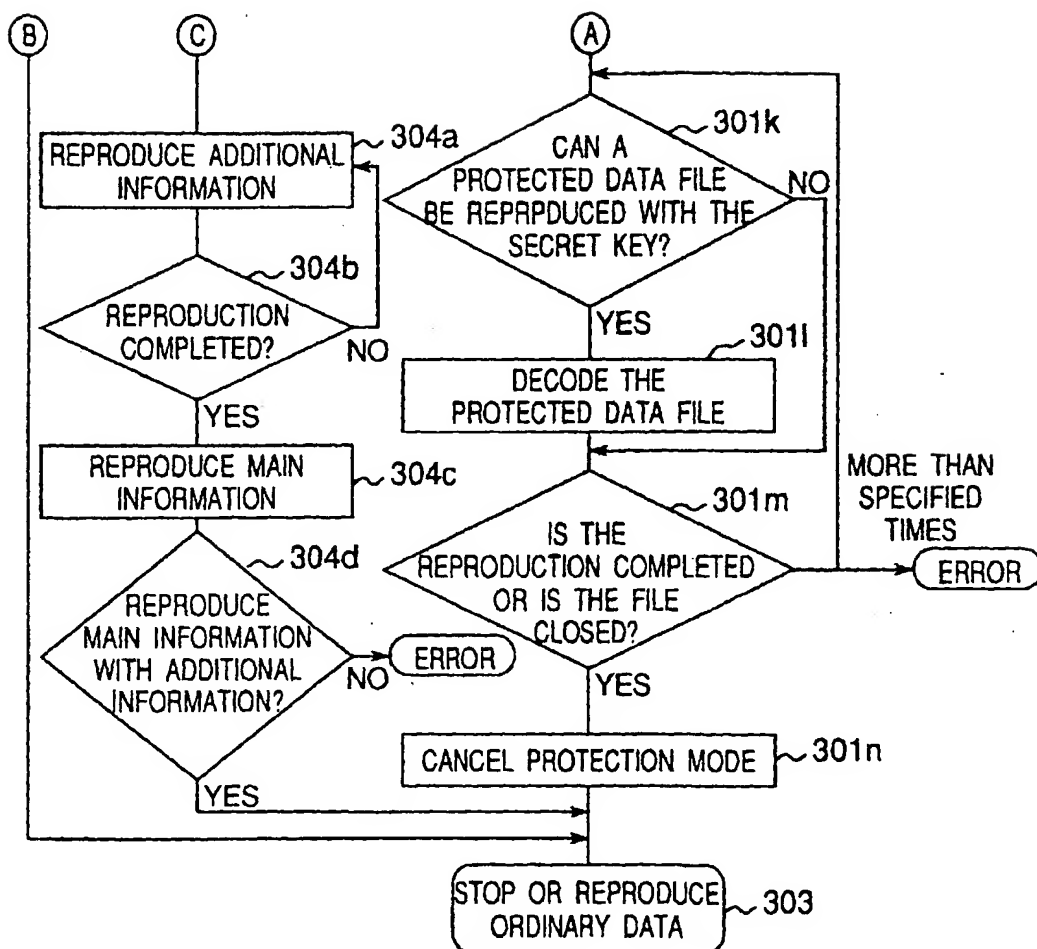 B
C
A
304a
REPRODUCE ADDITIONAL
INFORMATION
304b
REPRODUCTION
COMPLETED?
NO
YES
REPRODUCE MAIN
INFORMATION
304c
304d
REPRODUCE
MAIN INFORMATION
WITH ADDITIONAL
INFORMATION?
NO
ERROR
YES
301k
CAN A
PROTECTED DATA FILE
BE REPRPDUCED WITH THE
SECRET KEY?
NO
YES
301l
DECODE THE
PROTECTED DATA FILE
301m
IS THE
REPRODUCTION COMPLETED
OR IS THE FILE
CLOSED?
MORE THAN
SPECIFIED
TIMES
ERROR
YES
CANCEL PROTECTION MODE
301n
STOP OR REPRODUCE
ORDINARY DATA
303